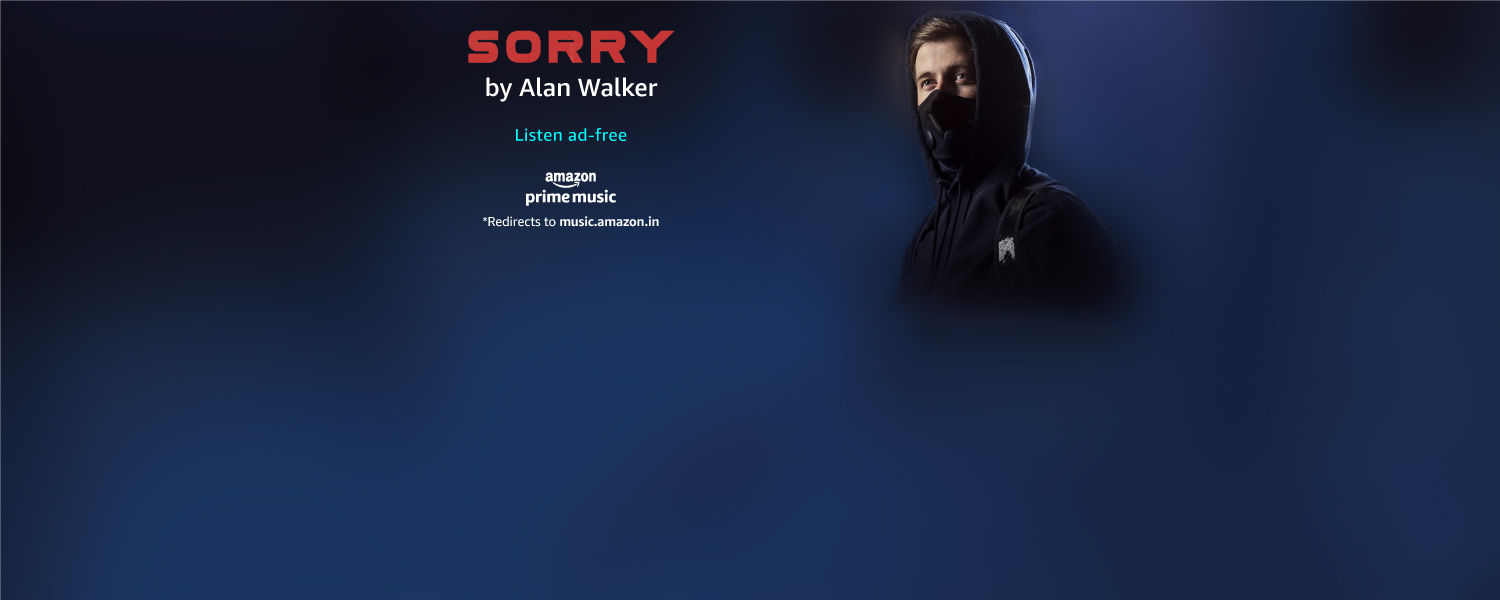 SORRY
by Alan Walker
Listen ad-free
amazon
prime music
*Redirects to music.amazon.in